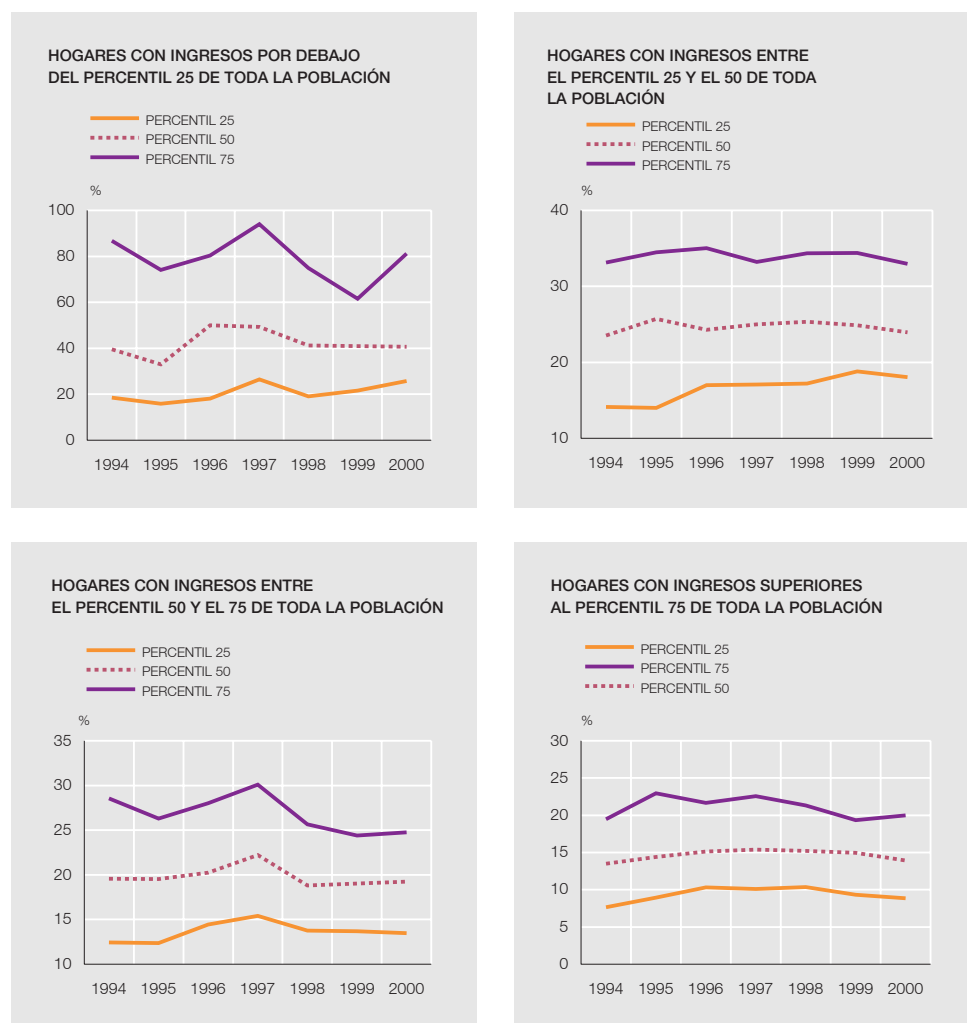 HOGARES CON INGRESOS POR DEBAJO
DEL PERCENTIL 25 DE TODA LA POBLACIÓN
PERCENTIL 25
PERCENTIL 50
PERCENTIL 75
%
100
80
60
40
20
0
1994 1995 1996 1997 1998 1999 2000
HOGARES CON INGRESOS ENTRE
EL PERCENTIL 25 Y EL 50 DE TODA
LA POBLACIÓN
PERCENTIL 25
PERCENTIL 50
PERCENTIL 75
%
40
30
20
10
1994 1995 1996 1997 1998 1999 2000
HOGARES CON INGRESOS ENTRE
EL PERCENTIL 50 Y EL 75 DE TODA LA POBLACIÓN
PERCENTIL 25
PERCENTIL 50
PERCENTIL 75
%
35
30
25
20
15
10
1994 1995 1996 1997 1998 1999 2000
HOGARES CON INGRESOS SUPERIORES
AL PERCENTIL 75 DE TODA LA POBLACIÓN
PERCENTIL 25
PERCENTIL 75
PERCENTIL 50
%
30
25
20
15
10
5
0
1994 1995 1996 1997 1998 1999 2000